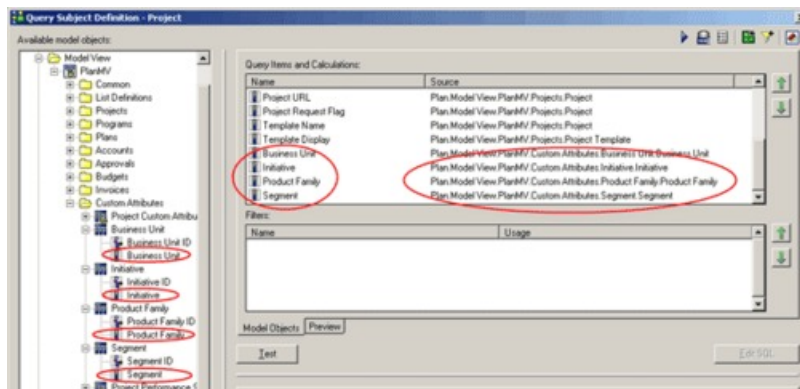 Query Subject Definition - Project
Available model objects:
Model View
PlanMV
Common
List Definitions
Projects
Programs
Plans
Accounts
Approvals
Budgets
Invoices
Custom Attributes
Project Custom Attribu
Business Unit
Business Unit ID
Business Unit
Initiative
Initiative ID
Initiative
Product Family
Product Family ID
Product Family
Segment
Segment ID
Segment
Project Performance S
Query Items and Calculations:
Name Source
Project URL Plan.Model View.PlanMV.Projects.Project
Project Request Flag Plan.Model View.PlanMV.Projects.Project
Template Name Plan.Model View.PlanMV.Projects.Project
Template Display Plan.Model View.PlanMV.Projects.Project Template
Business Unit Plan.Model View.PlanMV.Custom Attributes.Business Unit.Business Unit
Initiative Plan.Model View.PlanMV.Custom Attributes.Initiative.Initiative
Product Family Plan.Model View.PlanMV.Custom Attributes.Product Family.Product Family
Segment Plan.Model View.PlanMV.Custom Attributes.Segment.Segment
Filters:
Name Usage
Model Objects Preview
Test Edit SQL